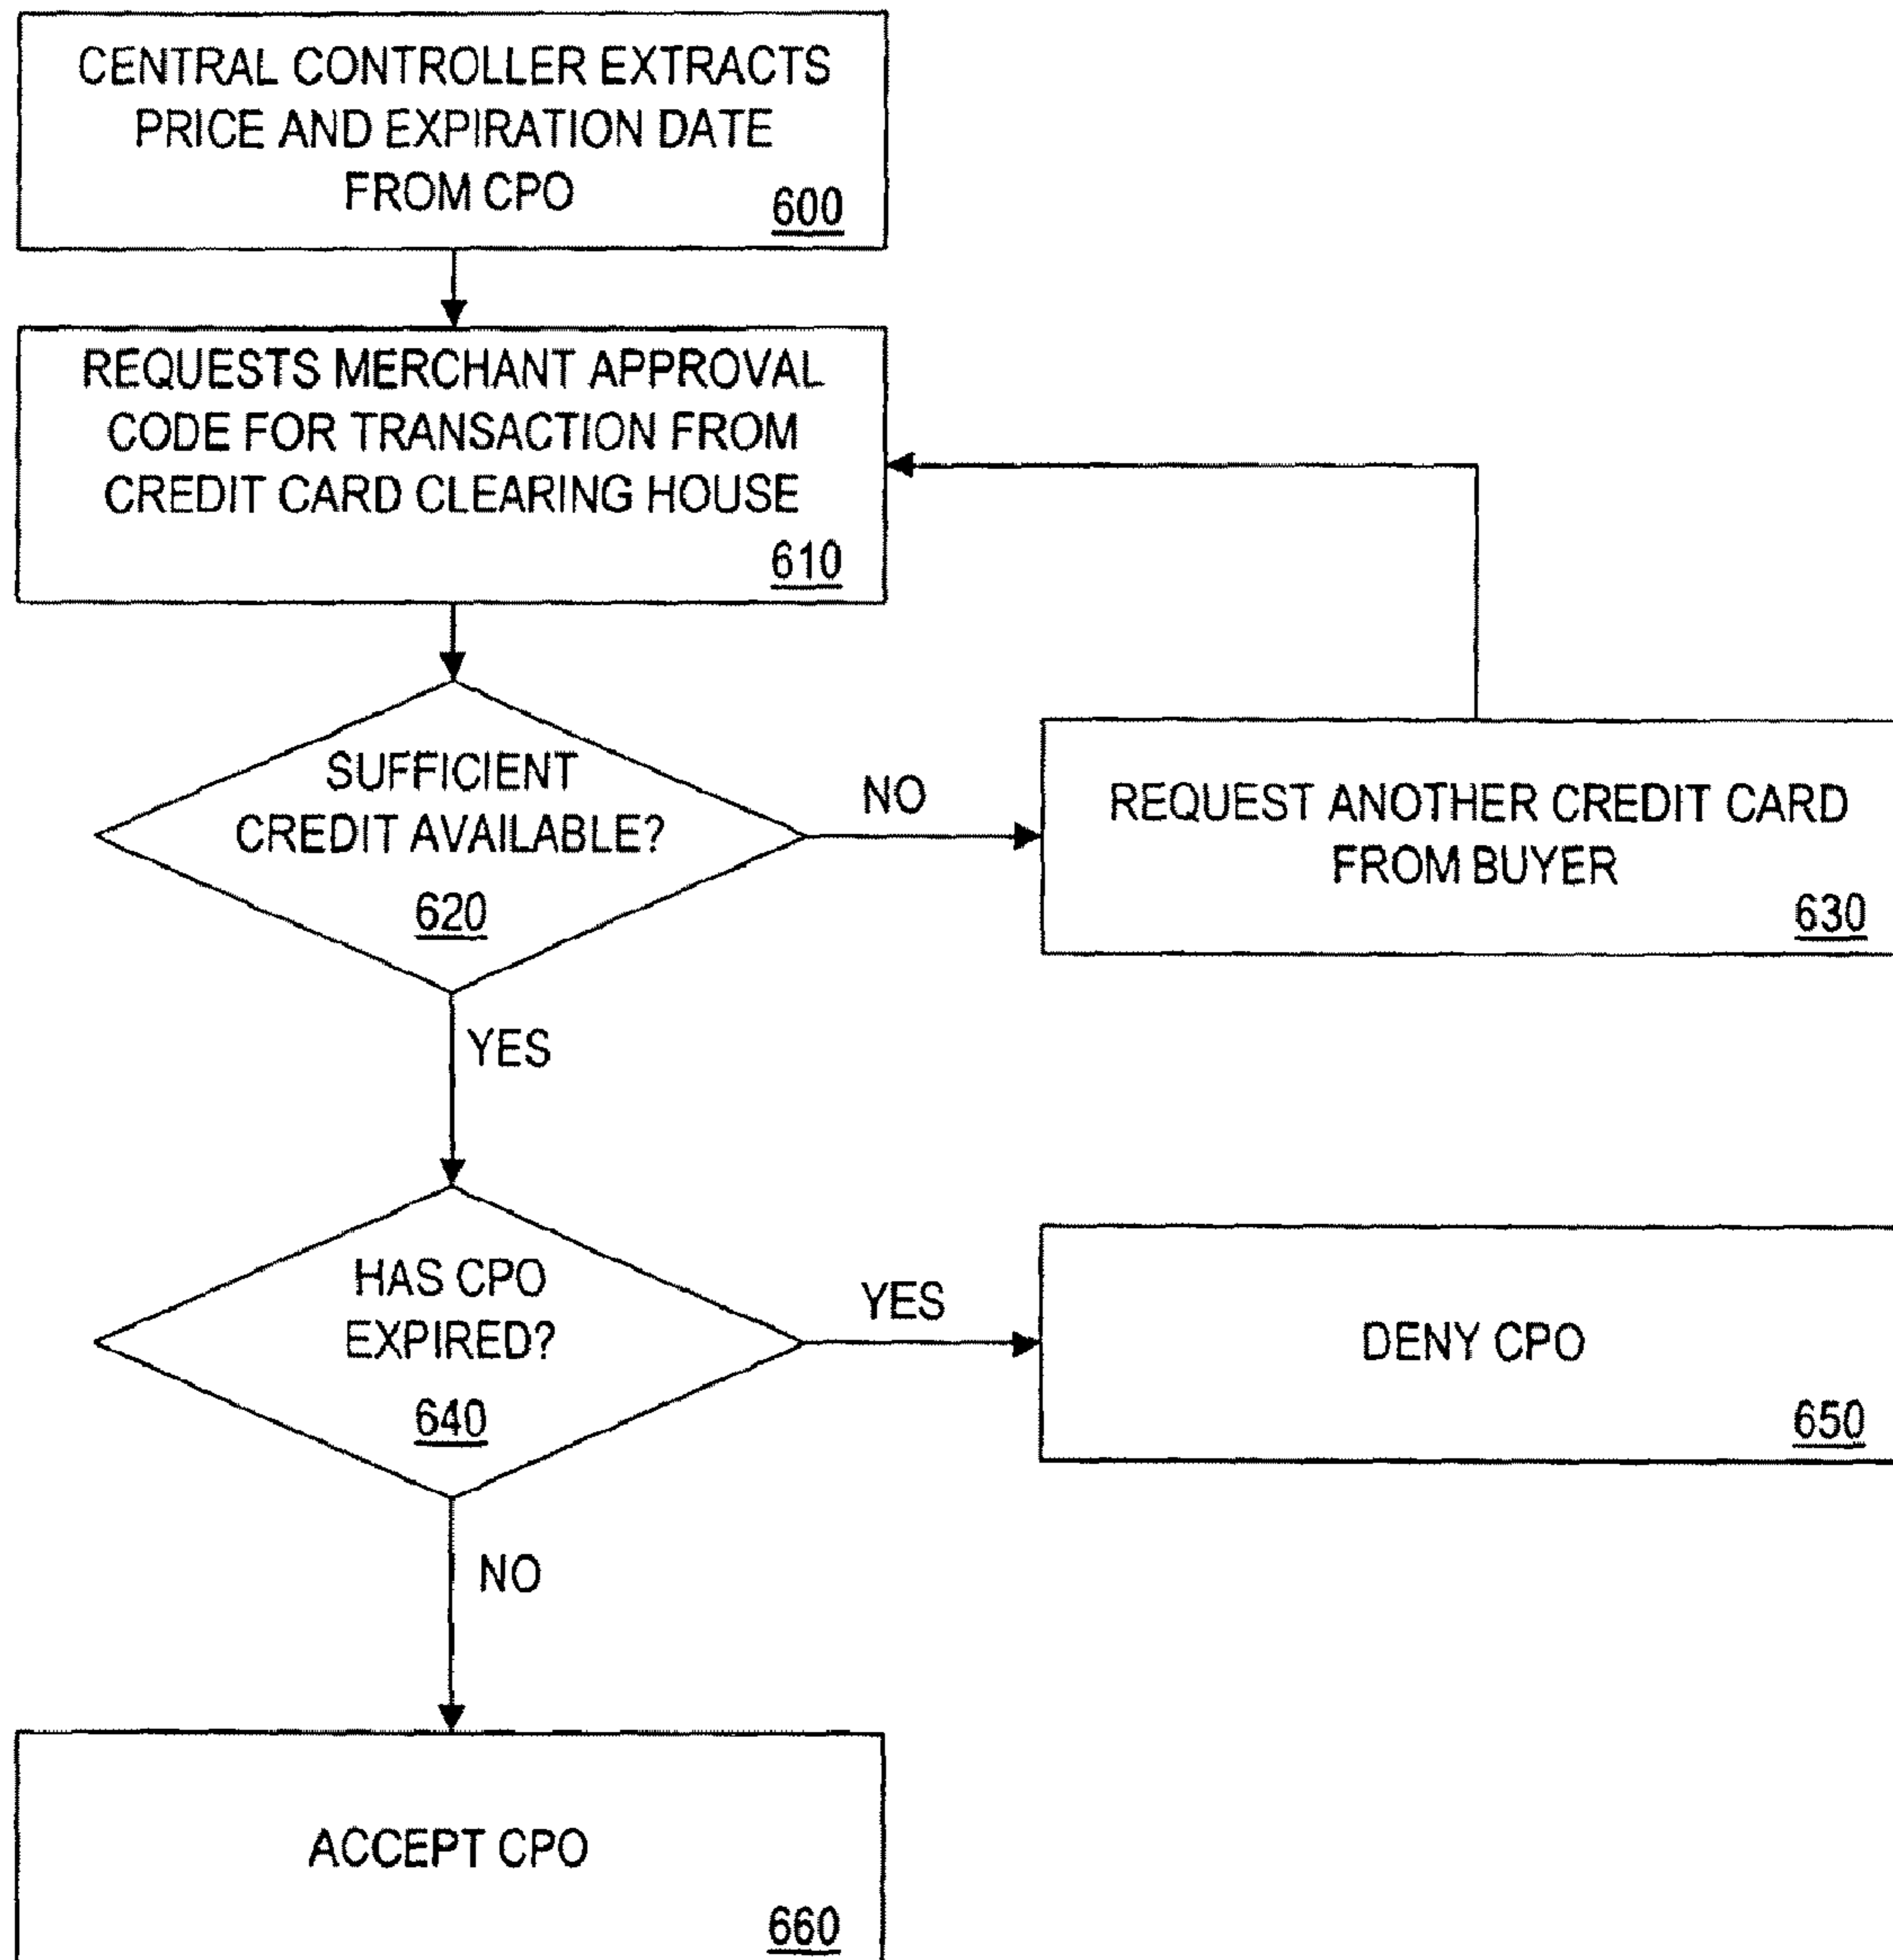 CENTRAL CONTROLLER EXTRACTS
PRICE AND EXPIRATION DATE
FROM CPO
600
REQUESTS MERCHANT APPROVAL
CODE FOR TRANSACTION FROM
CREDIT CARD CLEARING HOUSE
610
SUFFICIENT
CREDIT AVAILABLE?
620
NO
REQUEST ANOTHER CREDIT CARD
FROM BUYER
630
YES
HAS CPO
EXPIRED?
640
YES
DENY CPO
650
NO
ACCEPT CPO
660